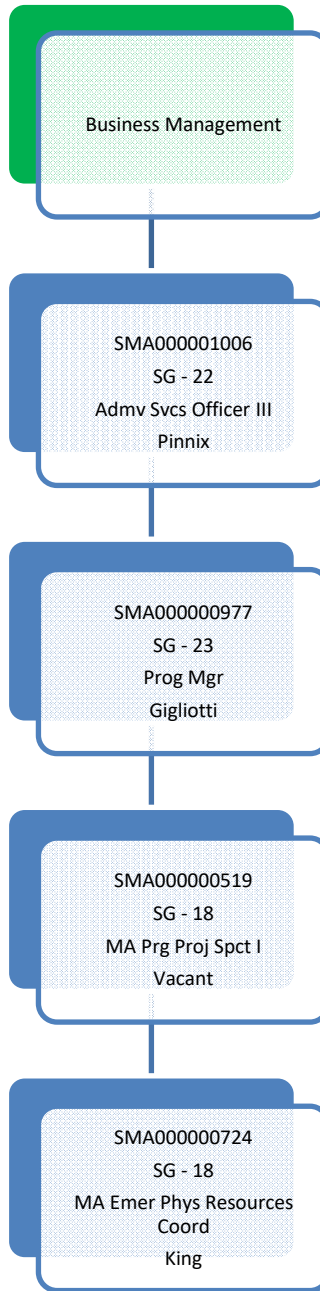 Business Management
SMA000001006
SG - 22
Admv Svcs Officer III
Pinnix
SMA000000977
SG - 23
Prog Mgr
Gigliotti
SMA000000519
SG - 18
MA Prg Proj Spct I
Vacant
SMA000000724
SG - 18
MA Emer Phys Resources
Coord
King